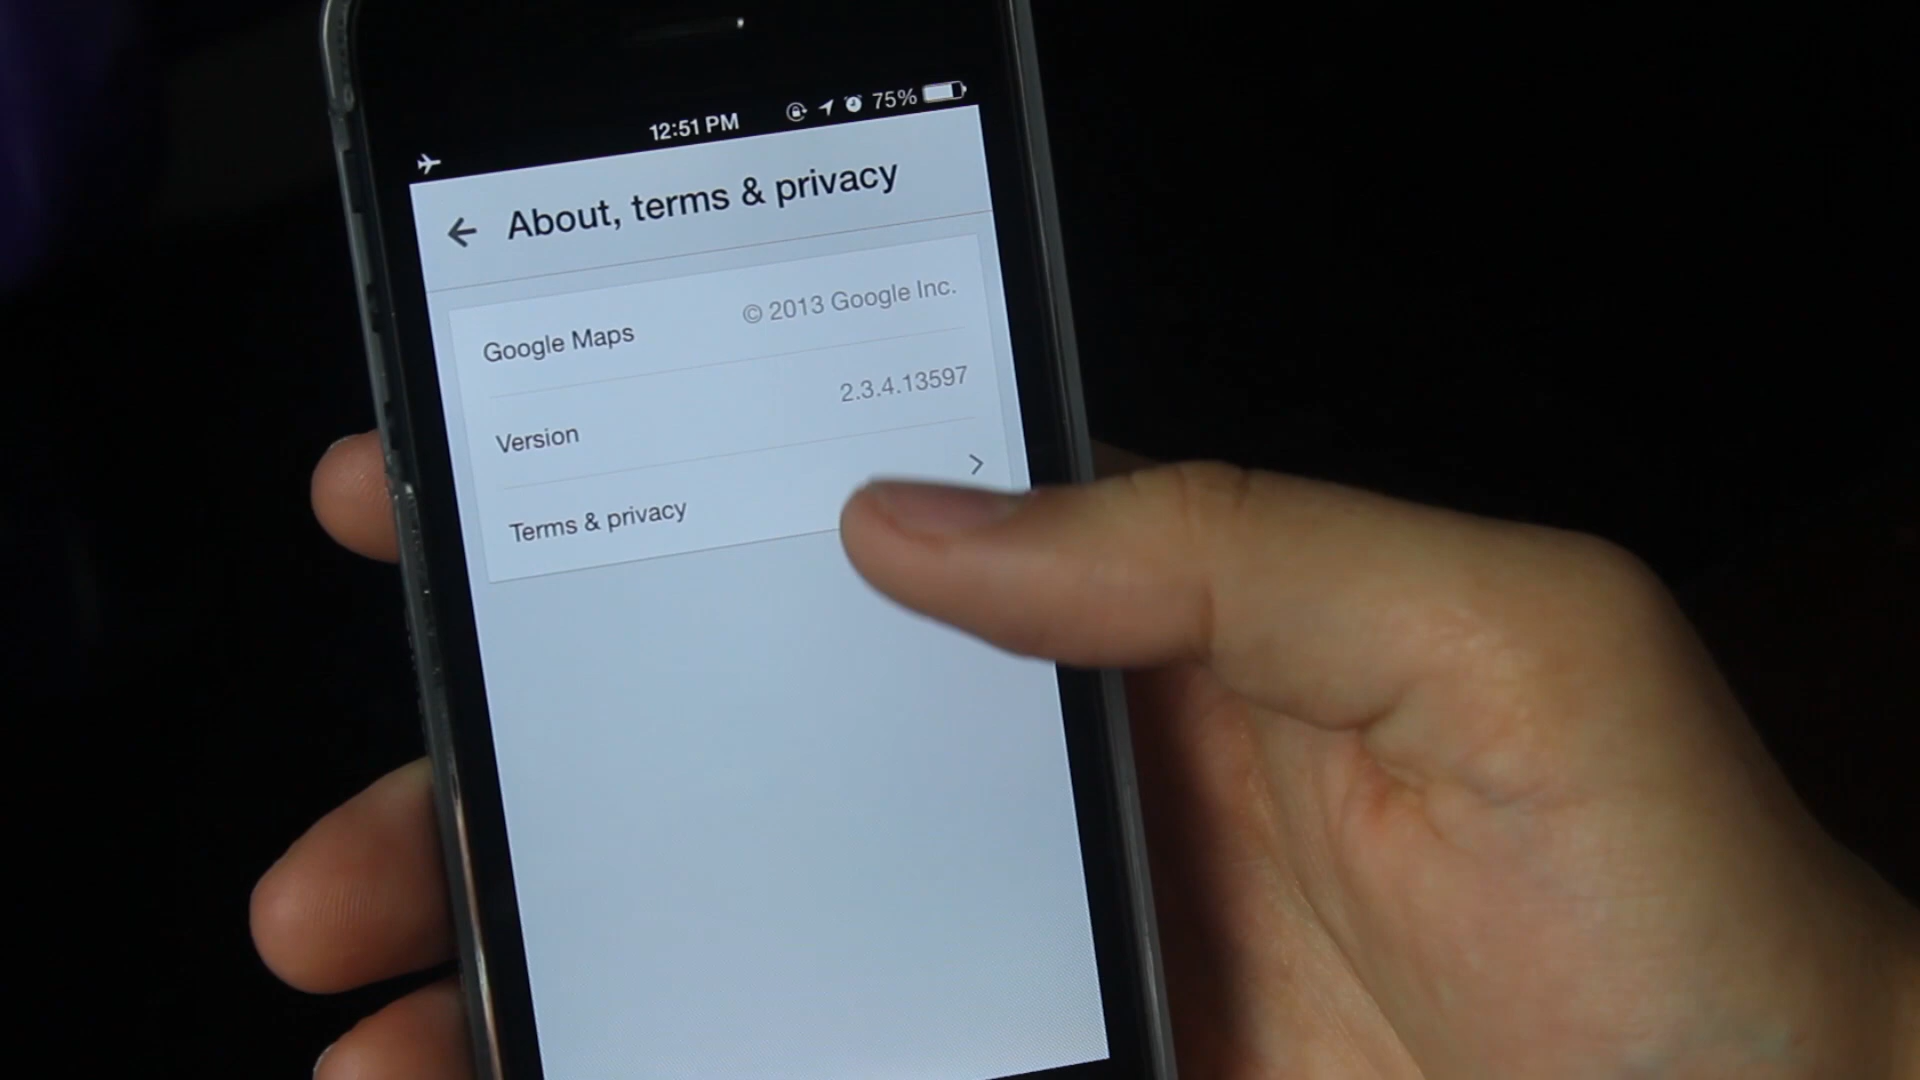 12:51 PM 75%
About, terms & privacy
Google Maps © 2013 Google Inc.
Version 2.3.4.13597
Terms & privacy